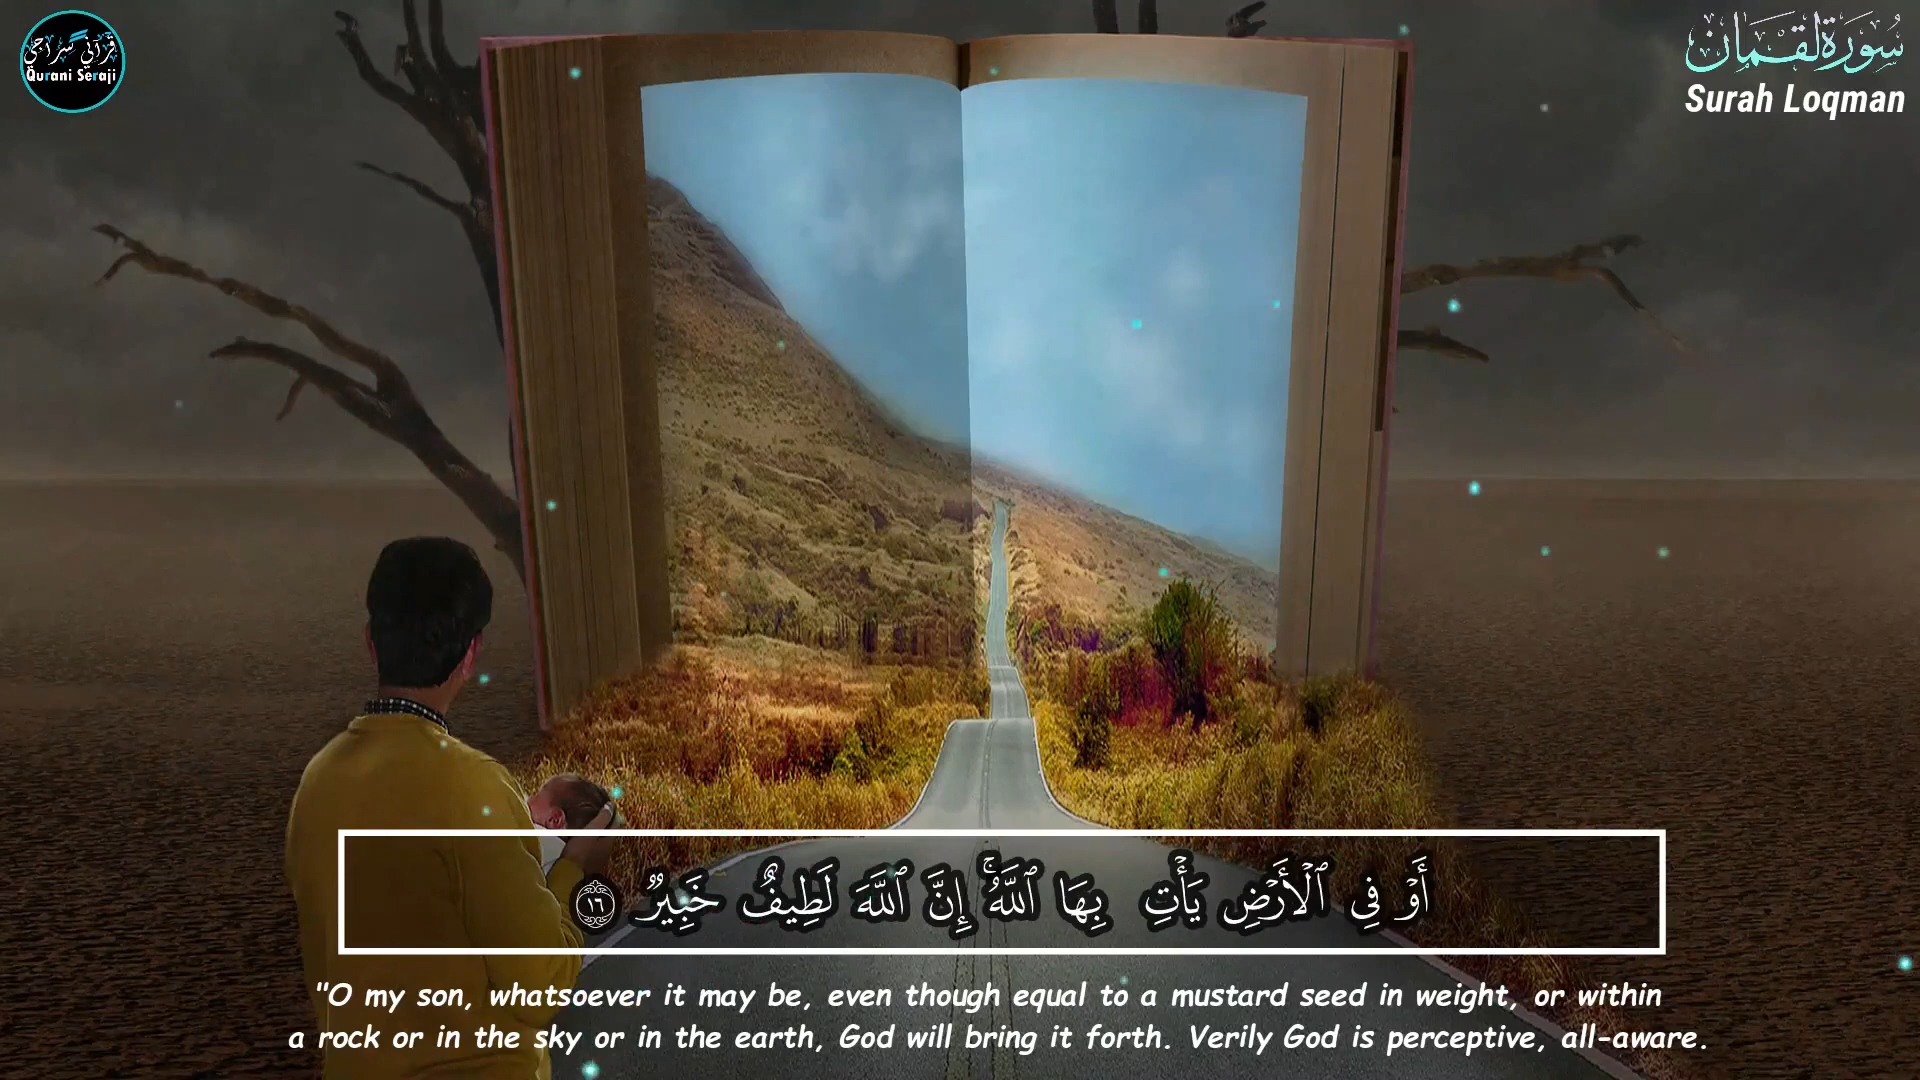 قرآني سراجي
Qurani Seraji
سُورَةُ لُقۡمَان
Surah Loqman
أَوۡ فِي ٱلۡأَرۡضِ يَأۡتِ بِهَا ٱللَّهُۚ إِنَّ ٱللَّهَ لَطِيفٌ خَبِيرٞ ١٦
"O my son, whatsoever it may be, even though equal to a mustard seed in weight, or within
a rock or in the sky or in the earth, God will bring it forth. Verily God is perceptive, all-aware.